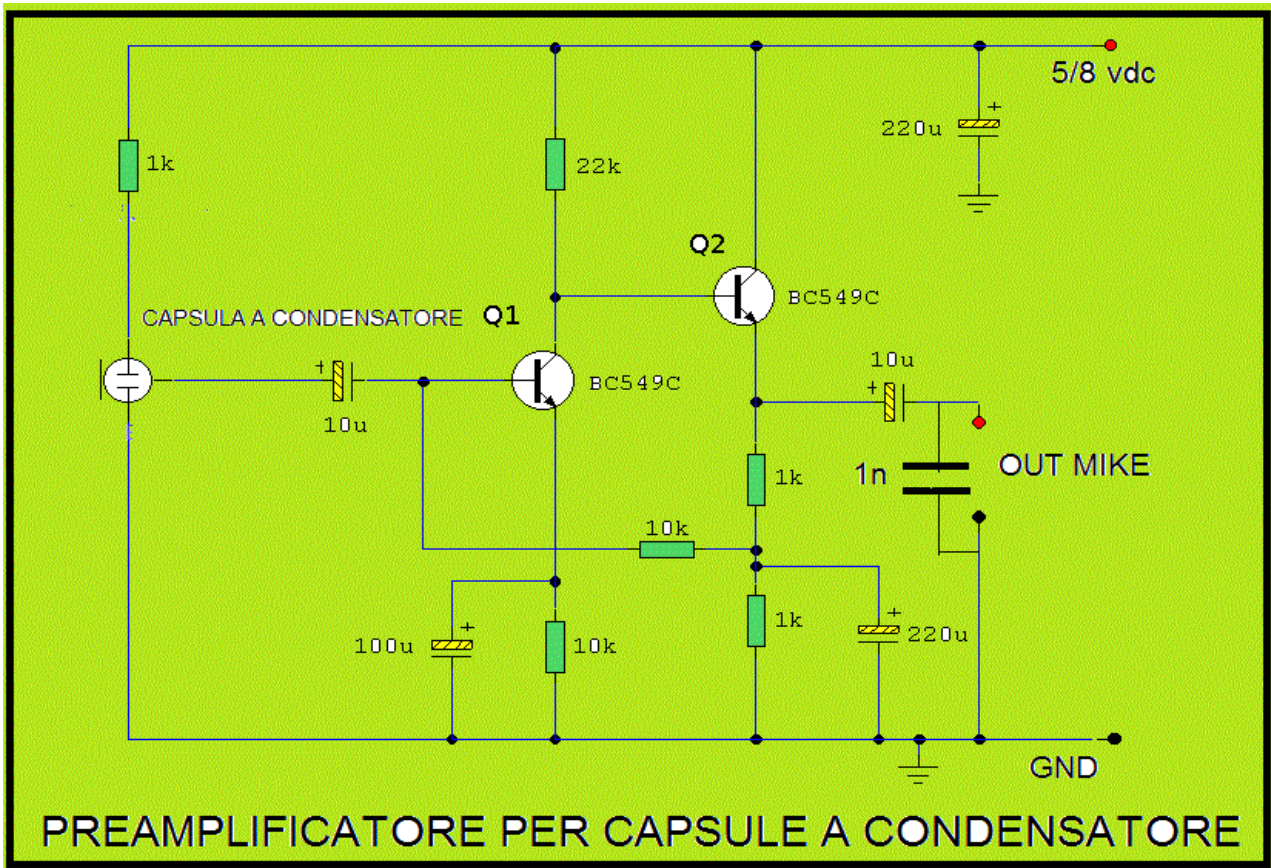 5/8 vdc
220u
1k
22k
Q2
BC549C
CAPSULA A CONDENSATORE
Q1
BC549C
10u
10u
1k
1n
OUT MIKE
10k
100u
10k
1k
220u
GND
PREAMPLIFICATORE PER CAPSULE A CONDENSATORE